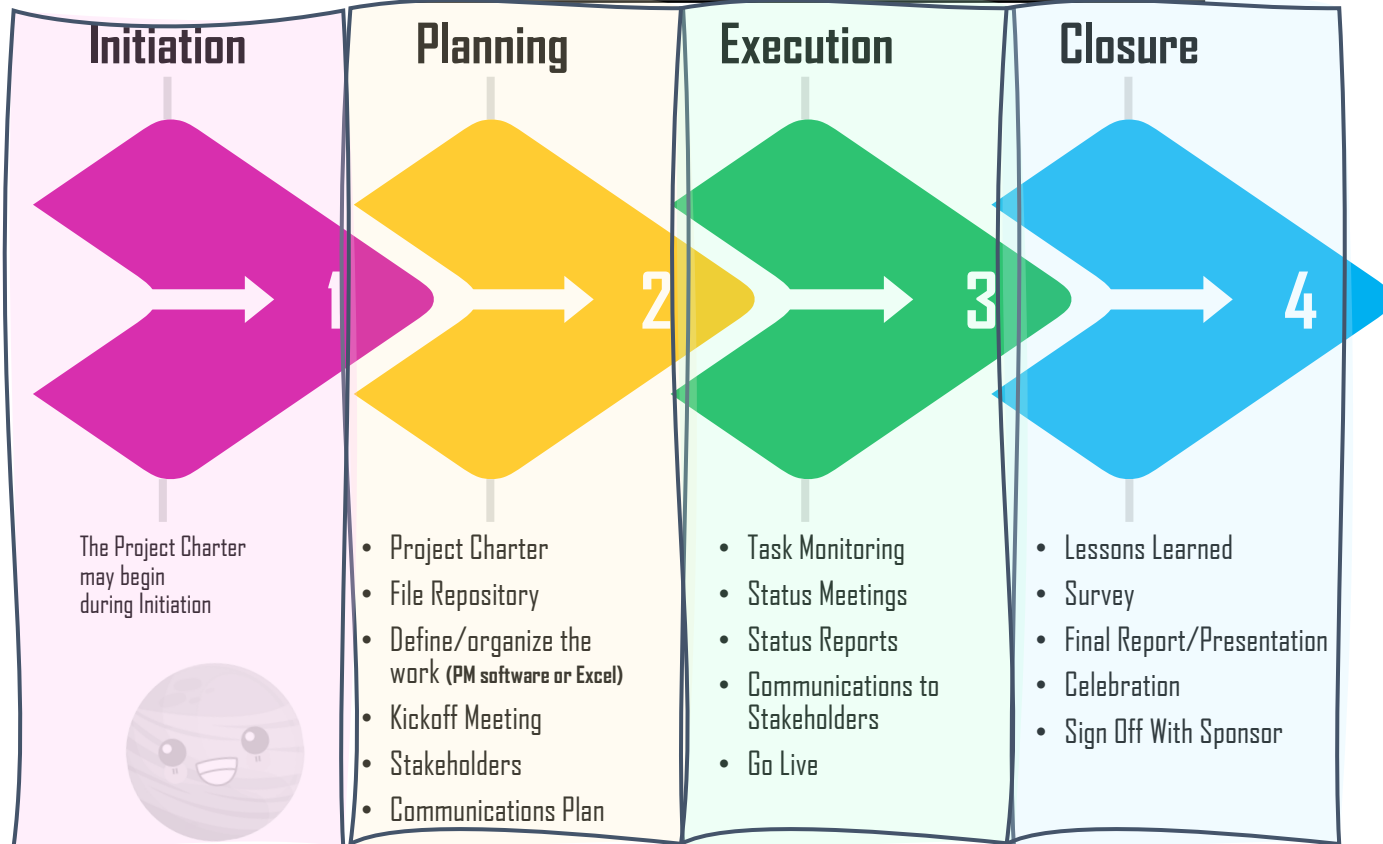 Initiation
1
The Project Charter
may begin
during Initiation
Planning
2
• Project Charter
• File Repository
• Define/organize the
work (PM software or Excel)
• Kickoff Meeting
• Stakeholders
• Communications Plan
Execution
3
• Task Monitoring
• Status Meetings
• Status Reports
• Communications to
Stakeholders
• Go Live
Closure
4
• Lessons Learned
• Survey
• Final Report/Presentation
• Celebration
• Sign Off With Sponsor